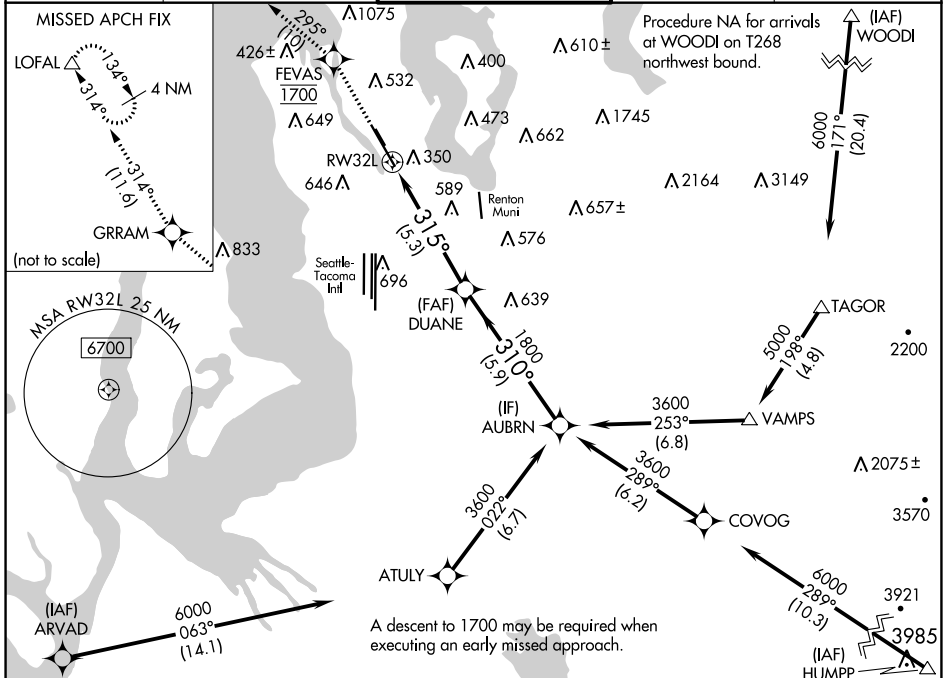 MISSED APCH FIX
LOFAL
134°
4 NM
314°
314°
(11.6)
GRRAM
(not to scale)
833
295°
(10)
1075
426±
FEVAS
1700
532
400
610±
649
473
662
1745
Procedure NA for arrivals
at WOODI on T268
northwest bound.
(IAF)
WOODI
6000
171°
(20.4)
RW32L
350
646
589
Renton
Muni
657±
2164
3149
315°
(5.3)
576
Seattle-
Tacoma
Intl
696
(FAF)
DUANE
639
MSA RW32L 25 NM
6700
1800
310°
(5.9)
TAGOR
5000
198°
(4.8)
2200
(IF)
AUBRN
3600
253°
(6.8)
VAMPS
3600
289°
(6.2)
2075±
3570
COVOG
3600
022°
(6.7)
ATULY
6000
289°
(10.3)
3921
3985
(IAF)
HUMPP
(IAF)
ARVAD
6000
063°
(14.1)
A descent to 1700 may be required when
executing an early missed approach.